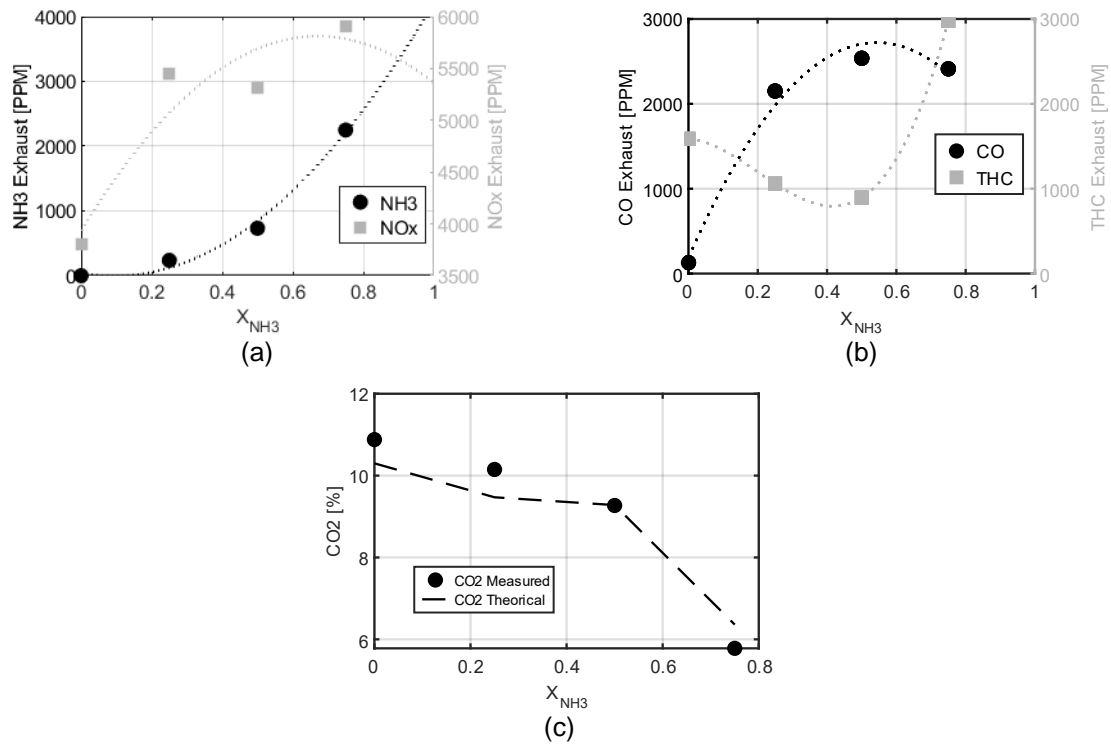 4000
3000
2000
1000
0
NH3 Exhaust [PPM]
6000
5500
5000
4500
4000
3500
NOx Exhaust [PPM]
NH3
NOx
0 0.2 0.4 0.6 0.8 1
X_NH3
(a)
3000
2000
1000
0
CO Exhaust [PPM]
3000
2000
1000
0
THC Exhaust [PPM]
CO
THC
0 0.2 0.4 0.6 0.8 1
X_NH3
(b)
12
10
8
6
CO2 [%]
CO2 Measured
CO2 Theorical
0 0.2 0.4 0.6 0.8
X_NH3
(c)